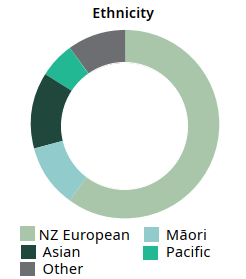 Ethnicity
NZ European Māori
Asian Pacific
Other